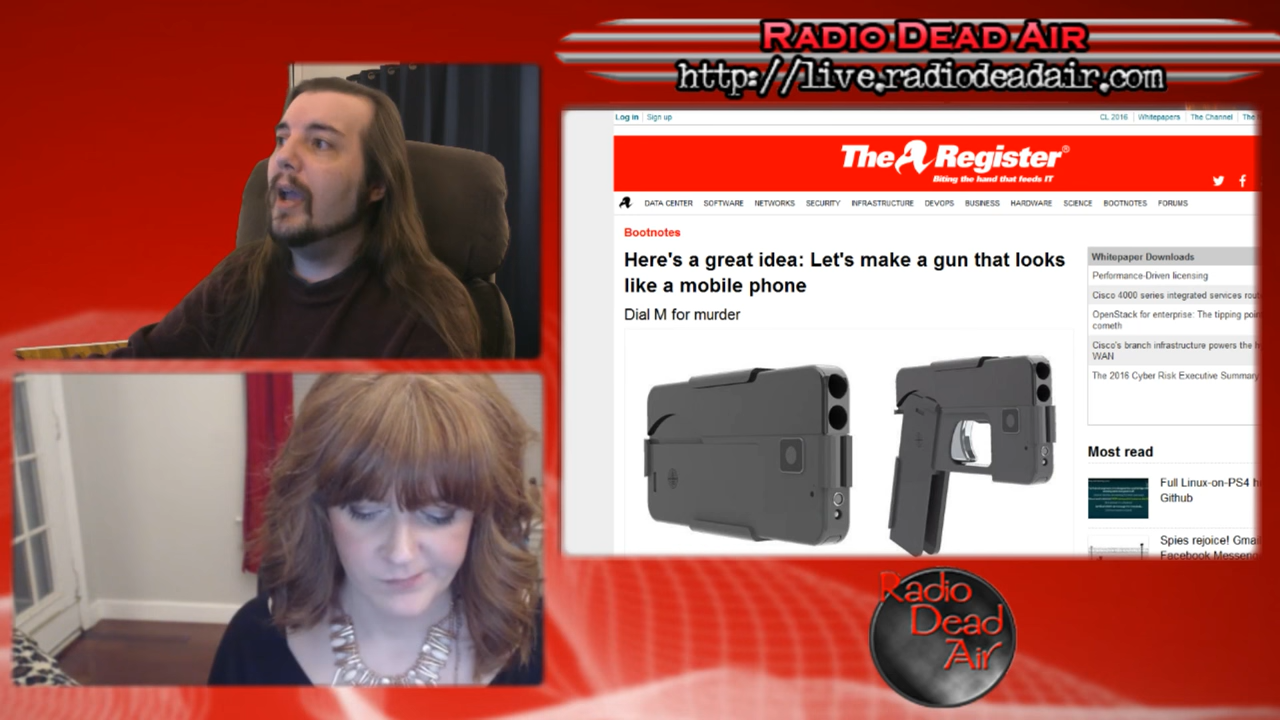 Radio Dead Air
http://live.radiodeadair.com
Log in Sign up
CL 2016 Whitepapers The Channel The
The Register®
Biting the hand that feeds IT
DATA CENTER SOFTWARE NETWORKS SECURITY INFRASTRUCTURE DEVOPS BUSINESS HARDWARE SCIENCE BOOTNOTES FORUMS
Bootnotes
Here's a great idea: Let's make a gun that looks
like a mobile phone
Dial M for murder
Whitepaper Downloads
Performance-Driven licensing
Cisco 4000 series integrated services
OpenStack for enterprise: The tipping
cometh
Cisco's branch infrastructure powers the
WAN
The 2016 Cyber Risk Executive Summary
Most read
Full Linux-on-PS4
Github
Spies rejoice!
Facebook
Radio
Dead
Air